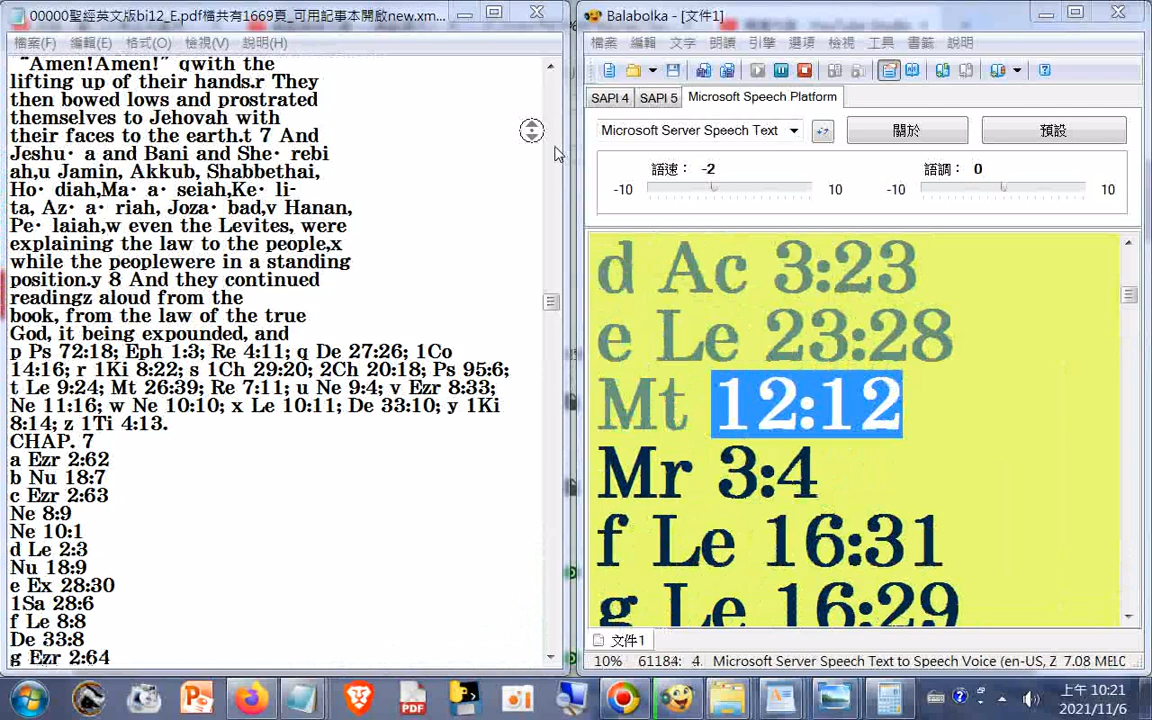 00000聖經英文版bi12_E.pdf檔共有1669頁_可用記事本開啟new.xm...
檔案(F) 編輯(E) 格式(O) 檢視(V) 說明(H)
“Amen!Amen!” qwith the
lifting up of their hands.r They
then bowed lows and prostrated
themselves to Jehovah with
their faces to the earth.t 7 And
Jeshu· a and Bani and She· rebi
ah,u Jamin, Akkub, Shabbethai,
Ho· diah,Ma· a· seiah,Ke· li-
ta, Az· a· riah, Joza· bad,v Hanan,
Pe· laiah,w even the Levites, were
explaining the law to the people,x
while the peoplewere in a standing
position.y 8 And they continued
readingz aloud from the
book, from the law of the true
God, it being expounded, and
p Ps 72:18; Eph 1:3; Re 4:11; q De 27:26; 1Co
14:16; r 1Ki 8:22; s 1Ch 29:20; 2Ch 20:18; Ps 95:6;
t Le 9:24; Mt 26:39; Re 7:11; u Ne 9:4; v Ezr 8:33;
Ne 11:16; w Ne 10:10; x Le 10:11; De 33:10; y 1Ki
8:14; z 1Ti 4:13.
CHAP. 7
a Ezr 2:62
b Nu 18:7
c Ezr 2:63
Ne 8:9
Ne 10:1
d Le 2:3
Nu 18:9
e Ex 28:30
1Sa 28:6
f Le 8:8
De 33:8
g Ezr 2:64
Balabolka - [文件1]
檔案 編輯 文字 朗讀 引擎 選項 檢視 工具 書籤 說明
SAPI 4 SAPI 5 Microsoft Speech Platform
Microsoft Server Speech Text 關於 預設
語速: -2 語調: 0
-10 10 -10 10
d Ac 3:23
e Le 23:28
Mt 12:12
Mr 3:4
f Le 16:31
g Le 16:29
文件1
10% 61184: 4. Microsoft Server Speech Text to Speech Voice (en-US, Z 7.08 MELC
PDF
上午 10:21
2021/11/6